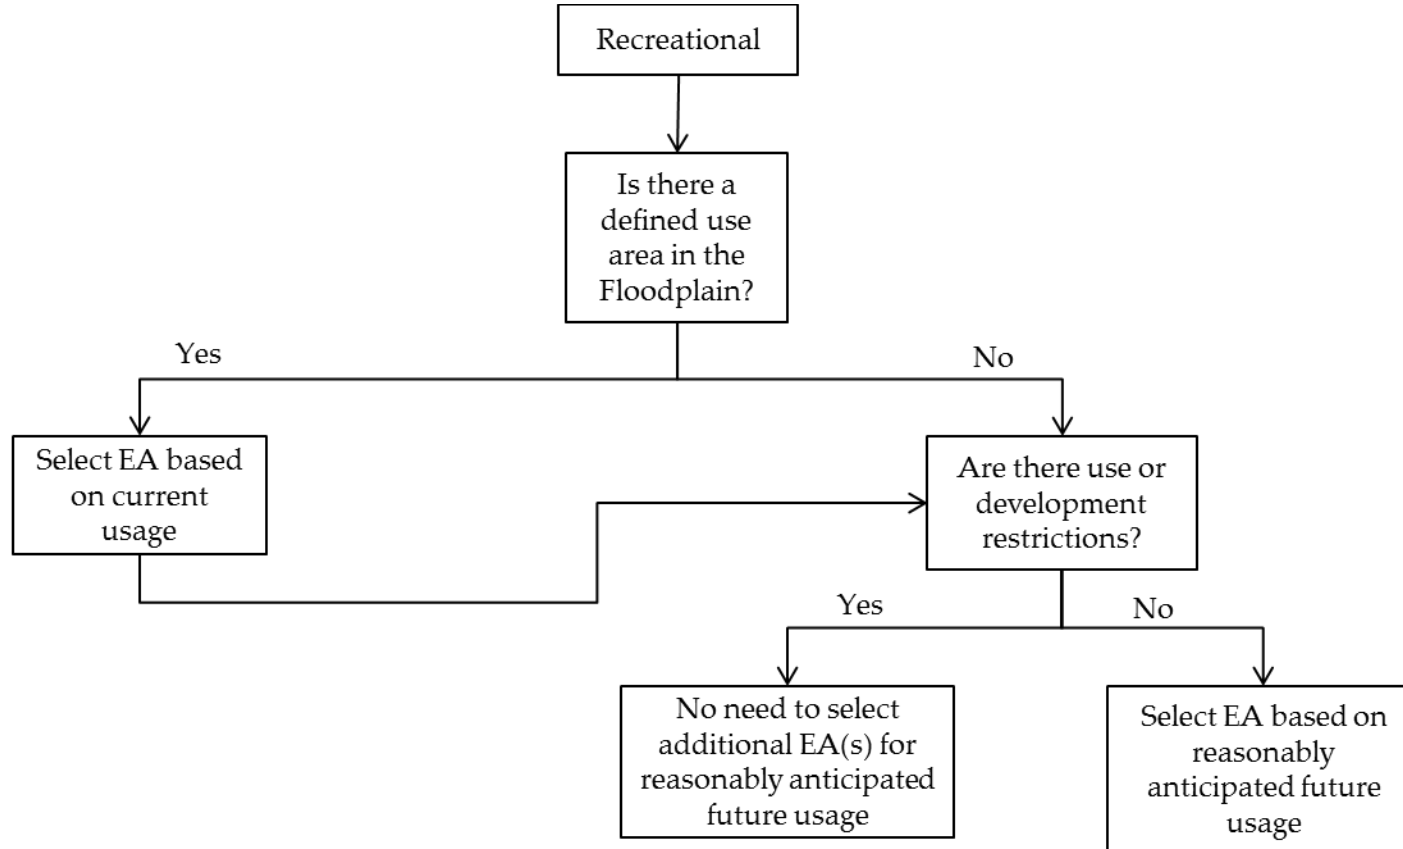 Recreational
Is there a
defined use
area in the
Floodplain?
Yes
No
Select EA based
on current
usage
Are there use or
development
restrictions?
Yes
No
No need to select
additional EA(s) for
reasonably anticipated
future usage
Select EA based on
reasonably
anticipated future
usage